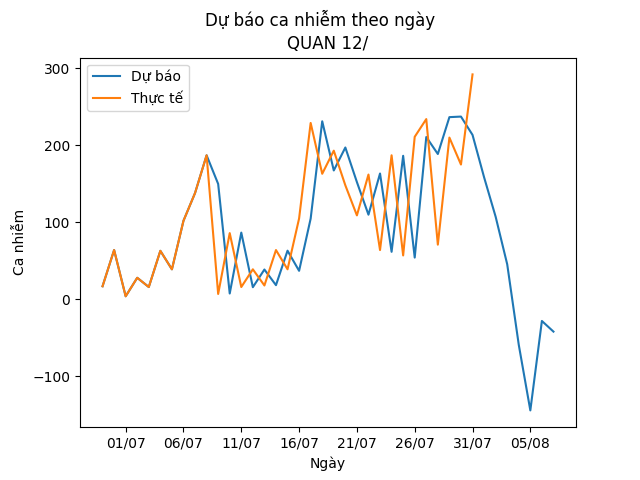 Dự báo ca nhiễm theo ngày
QUAN 12/
Dự báo
Thực tế
Ca nhiễm
300
200
100
0
−100
01/07 06/07 11/07 16/07 21/07 26/07 31/07 05/08
Ngày